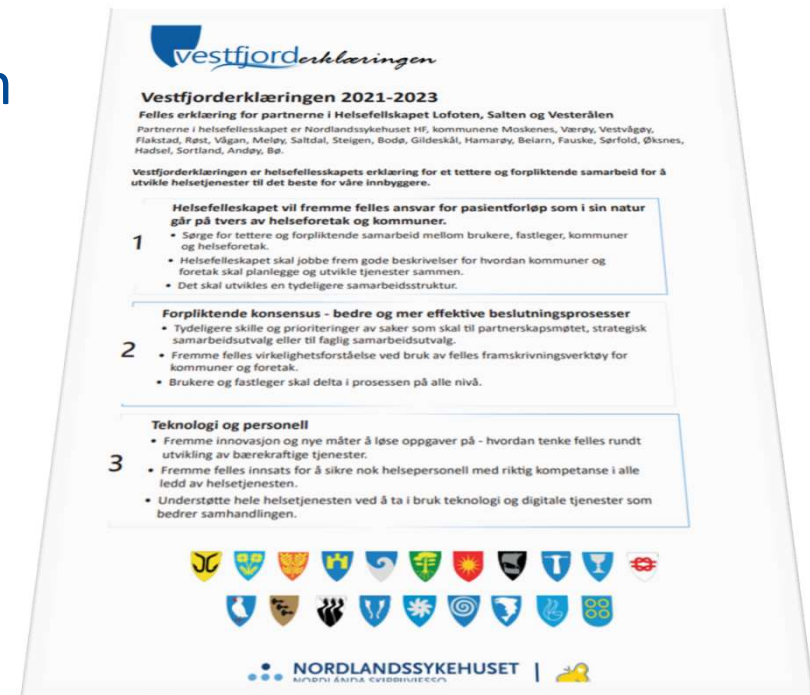 n
vestfjorderklæringen
Vestfjorderklæringen 2021-2023
Felles erklæring for partnerne i Helsefellskapet Lofoten, Salten og Vesterålen
Partnerne i helsefellesskapet er Nordlandssykehuset HF, kommunene Moskenes, Værøy, Vestvågøy,
Flakstad, Røst, Vågan, Meløy, Saltdal, Steigen, Bodø, Gildeskål, Hamarøy, Beiarn, Fauske, Sørfold, Øksnes,
Hadsel, Sortland, Andøy, Bø.
Vestfjorderklæringen er helsefellesskapets erklæring for et tettere og forpliktende samarbeid for å
utvikle helsetjenester til det beste for våre innbyggere.
Helsefelleskapet vil fremme felles ansvar for pasientforløp som i sin natur
går på tvers av helseforetak og kommuner.
1
• Sørge for tettere og forpliktende samarbeid mellom brukere, fastleger, kommuner
og helseforetak.
• Helsefelleskapet skal jobbe frem gode beskrivelser for hvordan kommuner og
foretak skal planlegge og utvikle tjenester sammen.
• Det skal utvikles en tydeligere samarbeidsstruktur.
Forpliktende konsensus - bedre og mer effektive beslutningsprosesser
• Tydeligere skille og prioriteringer av saker som skal til partnerskapsmøtet, strategisk
samarbeidsutvalg eller til faglig samarbeidsutvalg.
2
• Fremme felles virkelighetsforståelse ved bruk av felles framskrivningsverktøy for
kommuner og foretak.
• Brukere og fastleger skal delta i prosessen på alle nivå.
Teknologi og personell
• Fremme innovasjon og nye måter å løse oppgaver på - hvordan tenke felles rundt
utvikling av bærekraftige tjenester.
3
• Fremme felles innsats for å sikre nok helsepersonell med riktig kompetanse i alle
ledd av helsetjenesten.
• Understøtte hele helsetjenesten ved å ta i bruk teknologi og digitale tjenester som
bedrer samhandlingen.
NORDLANDSSYKEHUSET